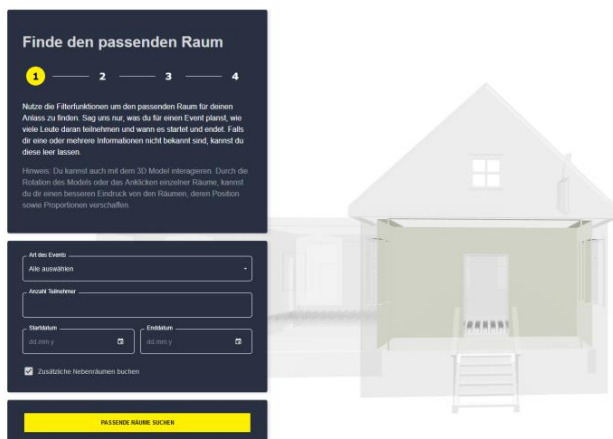 Finde den passenden Raum
1 2 3 4
Nutze die Filterfunktionen um den passenden Raum für deinen
Anlass zu finden. Sag uns nur, was du für einen Event planst, wie
viele Leute daran teilnehmen und wann es startet und endet. Falls
dir eine oder mehrere Informationen nicht bekannt sind, kannst du
diese leer lassen.
Hinweis: Du kannst auch mit dem 3D Model interagieren. Durch die
Rotation des Models oder das Anklicken einzelner Räume, kannst
du dir einen besseren Eindruck von den Räumen, deren Position
sowie Proportionen verschaffen.
Art des Events
Alle auswählen
Anzahl Teilnehmer
Startdatum Enddatum
dd.mm.y dd.mm.y
Zusätzliche Nebenräumen buchen
PASSENDE RÄUME SUCHEN